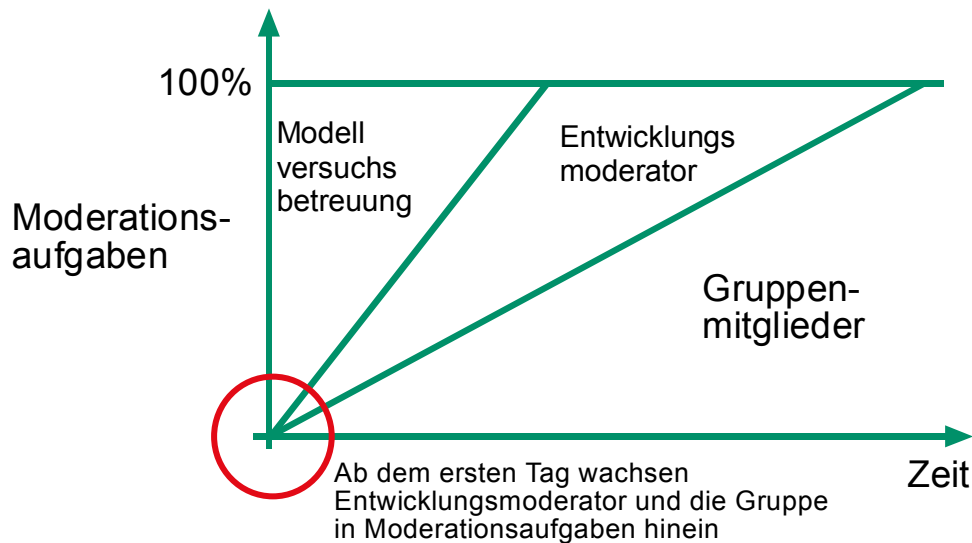 100%
Modell
versuchs
betreuung
Entwicklungs
moderator
Moderations-
aufgaben
Gruppen-
mitglieder
Zeit
Ab dem ersten Tag wachsen
Entwicklungsmoderator und die Gruppe
in Moderationsaufgaben hinein